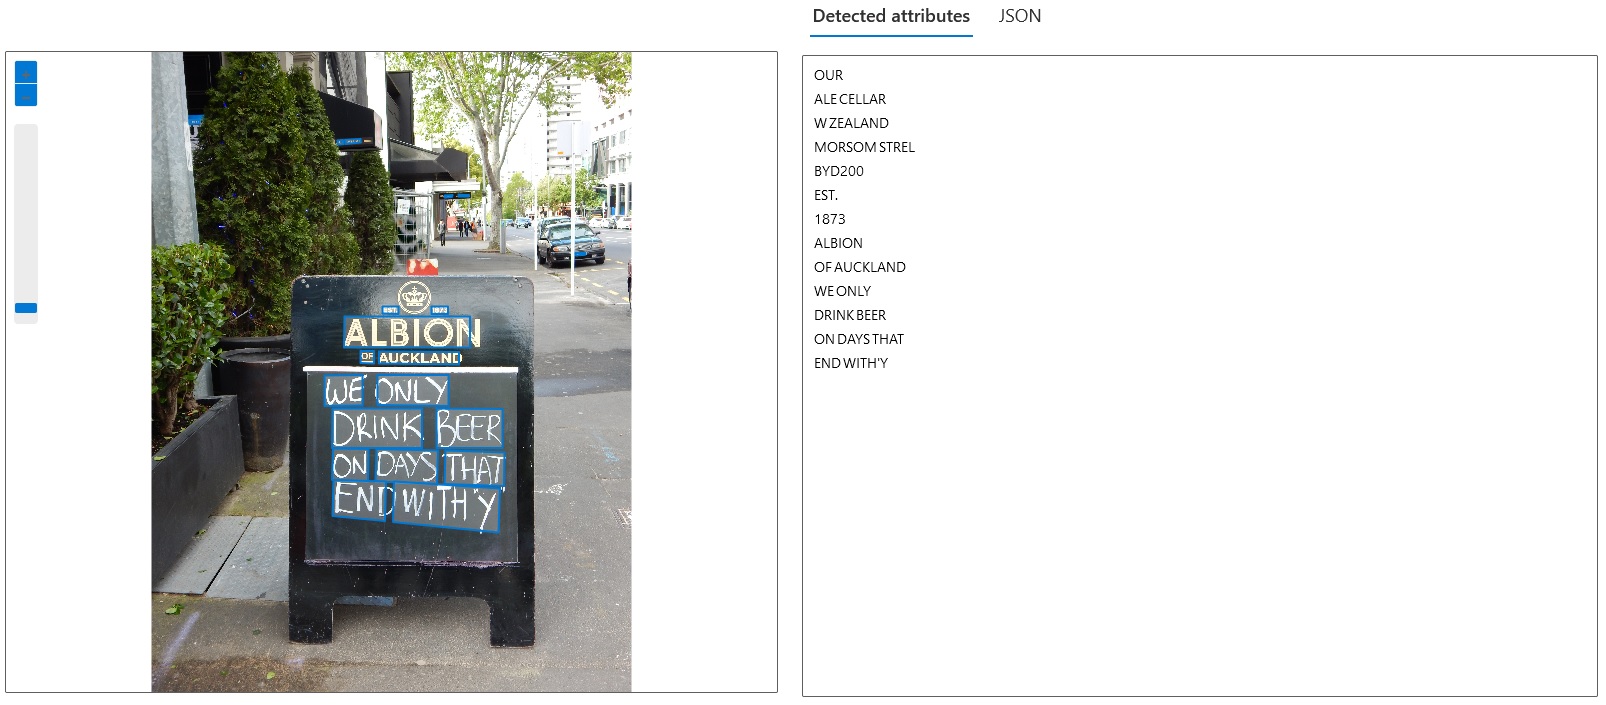 Detected attributes JSON
OUR
ALE CELLAR
W ZEALAND
MORSOM STREL
BYD200
EST.
1873
ALBION
OF AUCKLAND
WE ONLY
DRINK BEER
ON DAYS THAT
END WITH'Y
EST. 1873
ALBION
OF AUCKLAND
WE ONLY
DRINK BEER
ON DAYS THAT
END WITH "Y"